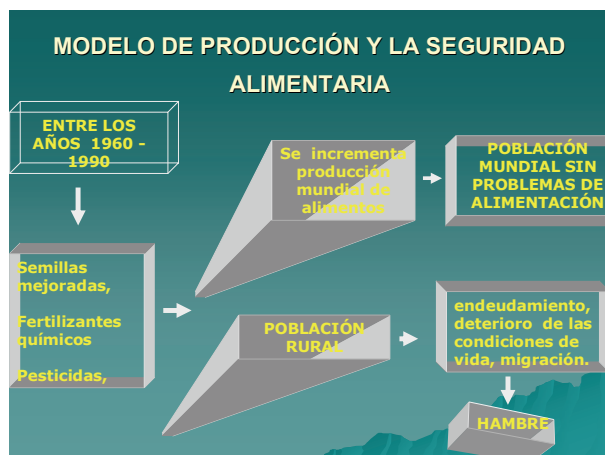 MODELO DE PRODUCCIÓN Y LA SEGURIDAD
ALIMENTARIA
ENTRE LOS
AÑOS 1960 -
1990
Se incrementa
producción
mundial de
alimentos
POBLACIÓN
MUNDIAL SIN
PROBLEMAS DE
ALIMENTACIÓN
Semillas
mejoradas,
Fertilizantes
químicos
Pesticidas,
POBLACIÓN
RURAL
endeudamiento,
deterioro de las
condiciones de
vida, migración.
HAMBRE